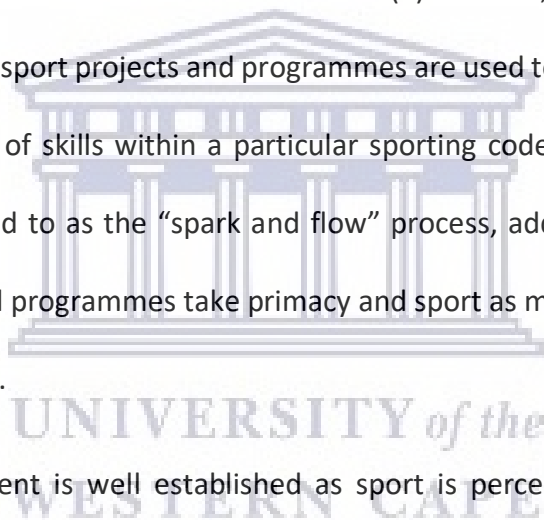 sport projects and programmes are used t
of skills within a particular sporting code
d to as the “spark and flow” process, ad
l programmes take primacy and sport as m
.
UNIVERSITY of the
ent is well established as sport is perce
WESTERN CAPE